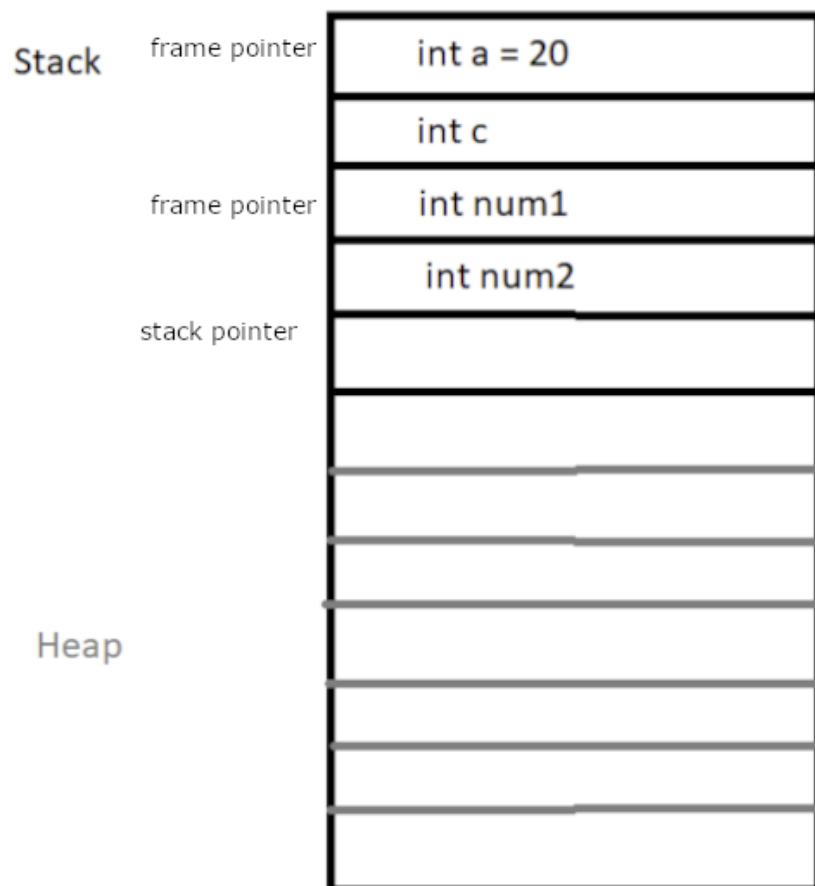 Stack
frame pointer
int a = 20
int c
frame pointer
int num1
int num2
stack pointer
Heap